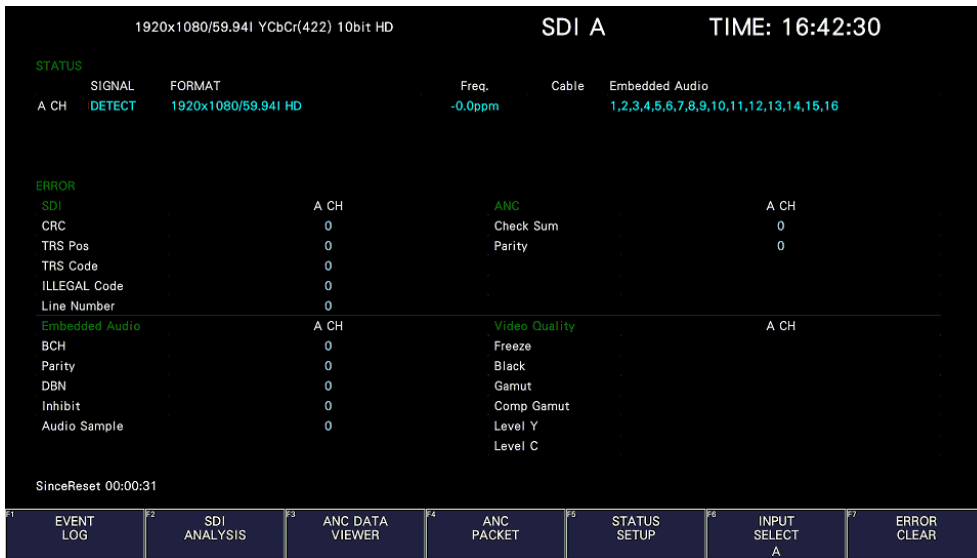 1920x1080/59.94I YCbCr(422) 10bit HD SDI A TIME: 16:42:30
STATUS
SIGNAL FORMAT Freq. Cable Embedded Audio
A CH DETECT 1920x1080/59.94I HD -0.0ppm 1,2,3,4,5,6,7,8,9,10,11,12,13,14,15,16
ERROR
SDI A CH ANC A CH
CRC 0 Check Sum 0
TRS Pos 0 Parity 0
TRS Code 0
ILLEGAL Code 0
Line Number 0
Embedded Audio A CH Video Quality A CH
BCH 0 Freeze
Parity 0 Black
DBN 0 Gamut
Inhibit 0 Comp Gamut
Audio Sample 0 Level Y
Level C
SinceReset 00:00:31
F1 EVENT F2 SDI F3 ANC DATA F4 ANC F5 STATUS F6 INPUT F7 ERROR
LOG ANALYSIS VIEWER PACKET SETUP SELECT CLEAR
A